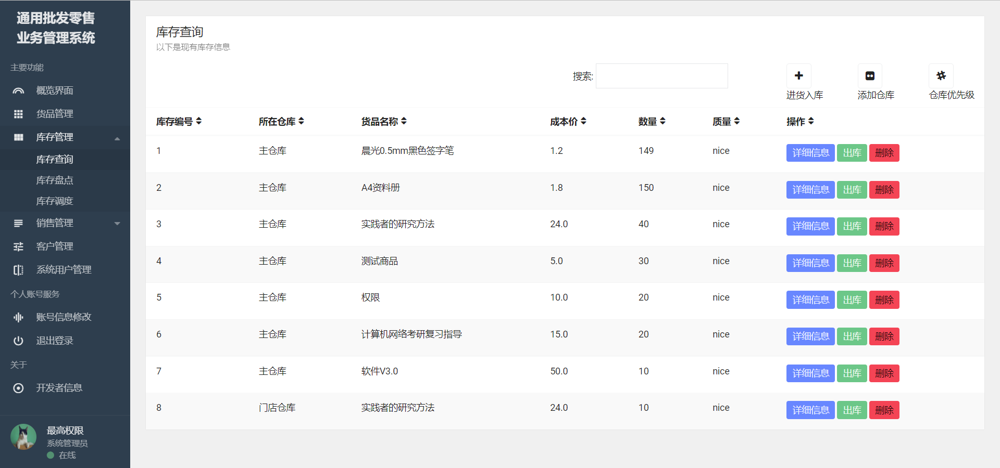 通用批发零售
业务管理系统
主要功能
概览界面
货品管理
库存管理
库存查询
库存盘点
库存调度
销售管理
客户管理
系统用户管理
个人账号服务
账号信息修改
退出登录
关于
开发者信息
最高权限
系统管理员
在线
库存查询
以下是现有库存信息
搜索:
进货入库 添加仓库 仓库优先级
库存编号 所在仓库 货品名称 成本价 数量 质量 操作
1 主仓库 晨光0.5mm黑色签字笔 1.2 149 nice 详细信息 出库 删除
2 主仓库 A4资料册 1.8 150 nice 详细信息 出库 删除
3 主仓库 实践者的研究方法 24.0 40 nice 详细信息 出库 删除
4 主仓库 测试商品 5.0 30 nice 详细信息 出库 删除
5 主仓库 权限 10.0 20 nice 详细信息 出库 删除
6 主仓库 计算机网络考研复习指导 15.0 20 nice 详细信息 出库 删除
7 主仓库 软件V3.0 50.0 10 nice 详细信息 出库 删除
8 门店仓库 实践者的研究方法 24.0 10 nice 详细信息 出库 删除